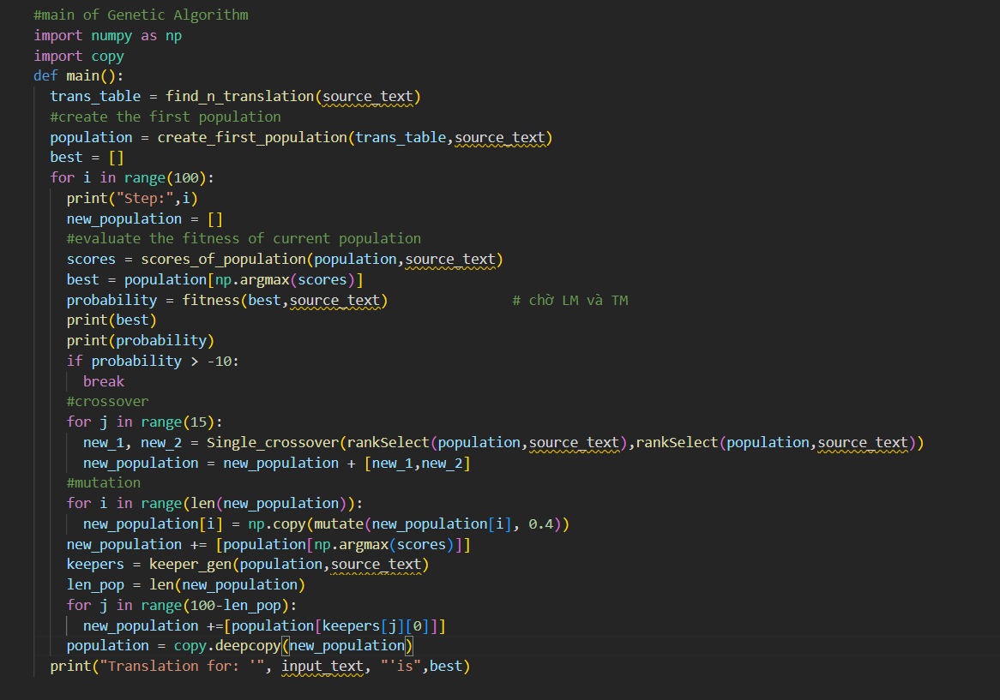 #main of Genetic Algorithm
import numpy as np
import copy
def main():
  trans_table = find_n_translation(source_text)
  #create the first population
  population = create_first_population(trans_table,source_text)
  best = []
  for i in range(100):
    print("Step:",i)
    new_population = []
    #evaluate the fitness of current population
    scores = scores_of_population(population,source_text)
    best = population[np.argmax(scores)]
    probability = fitness(best,source_text)               # chờ LM và TM
    print(best)
    print(probability)
    if probability > -10:
      break
    #crossover
    for j in range(15):
      new_1, new_2 = Single_crossover(rankSelect(population,source_text),rankSelect(population,source_text))
      new_population = new_population + [new_1,new_2]
    #mutation
    for i in range(len(new_population)):
      new_population[i] = np.copy(mutate(new_population[i], 0.4))
    new_population += [population[np.argmax(scores)]]
    keepers = keeper_gen(population,source_text)
    len_pop = len(new_population)
    for j in range(100-len_pop):
      new_population +=[population[keepers[j][0]]]
    population = copy.deepcopy(new_population)
  print("Translation for: '", input_text, "'is",best)